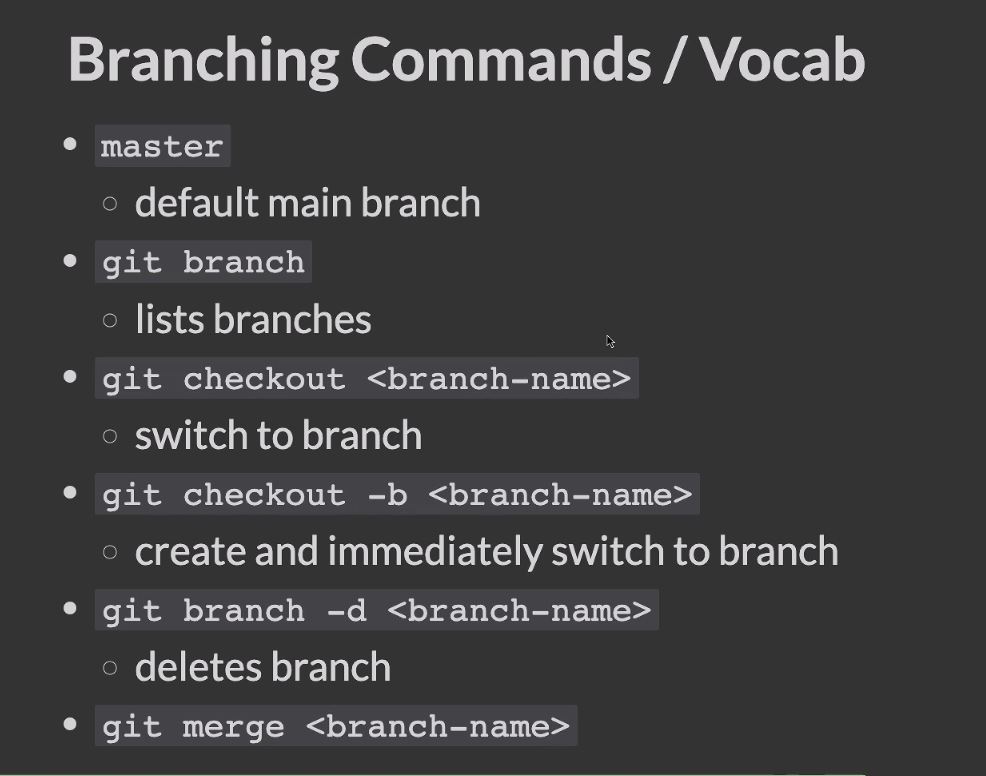 Branching Commands / Vocab
master
default main branch
git branch
lists branches
git checkout <branch-name>
switch to branch
git checkout -b <branch-name>
create and immediately switch to branch
git branch -d <branch-name>
deletes branch
git merge <branch-name>